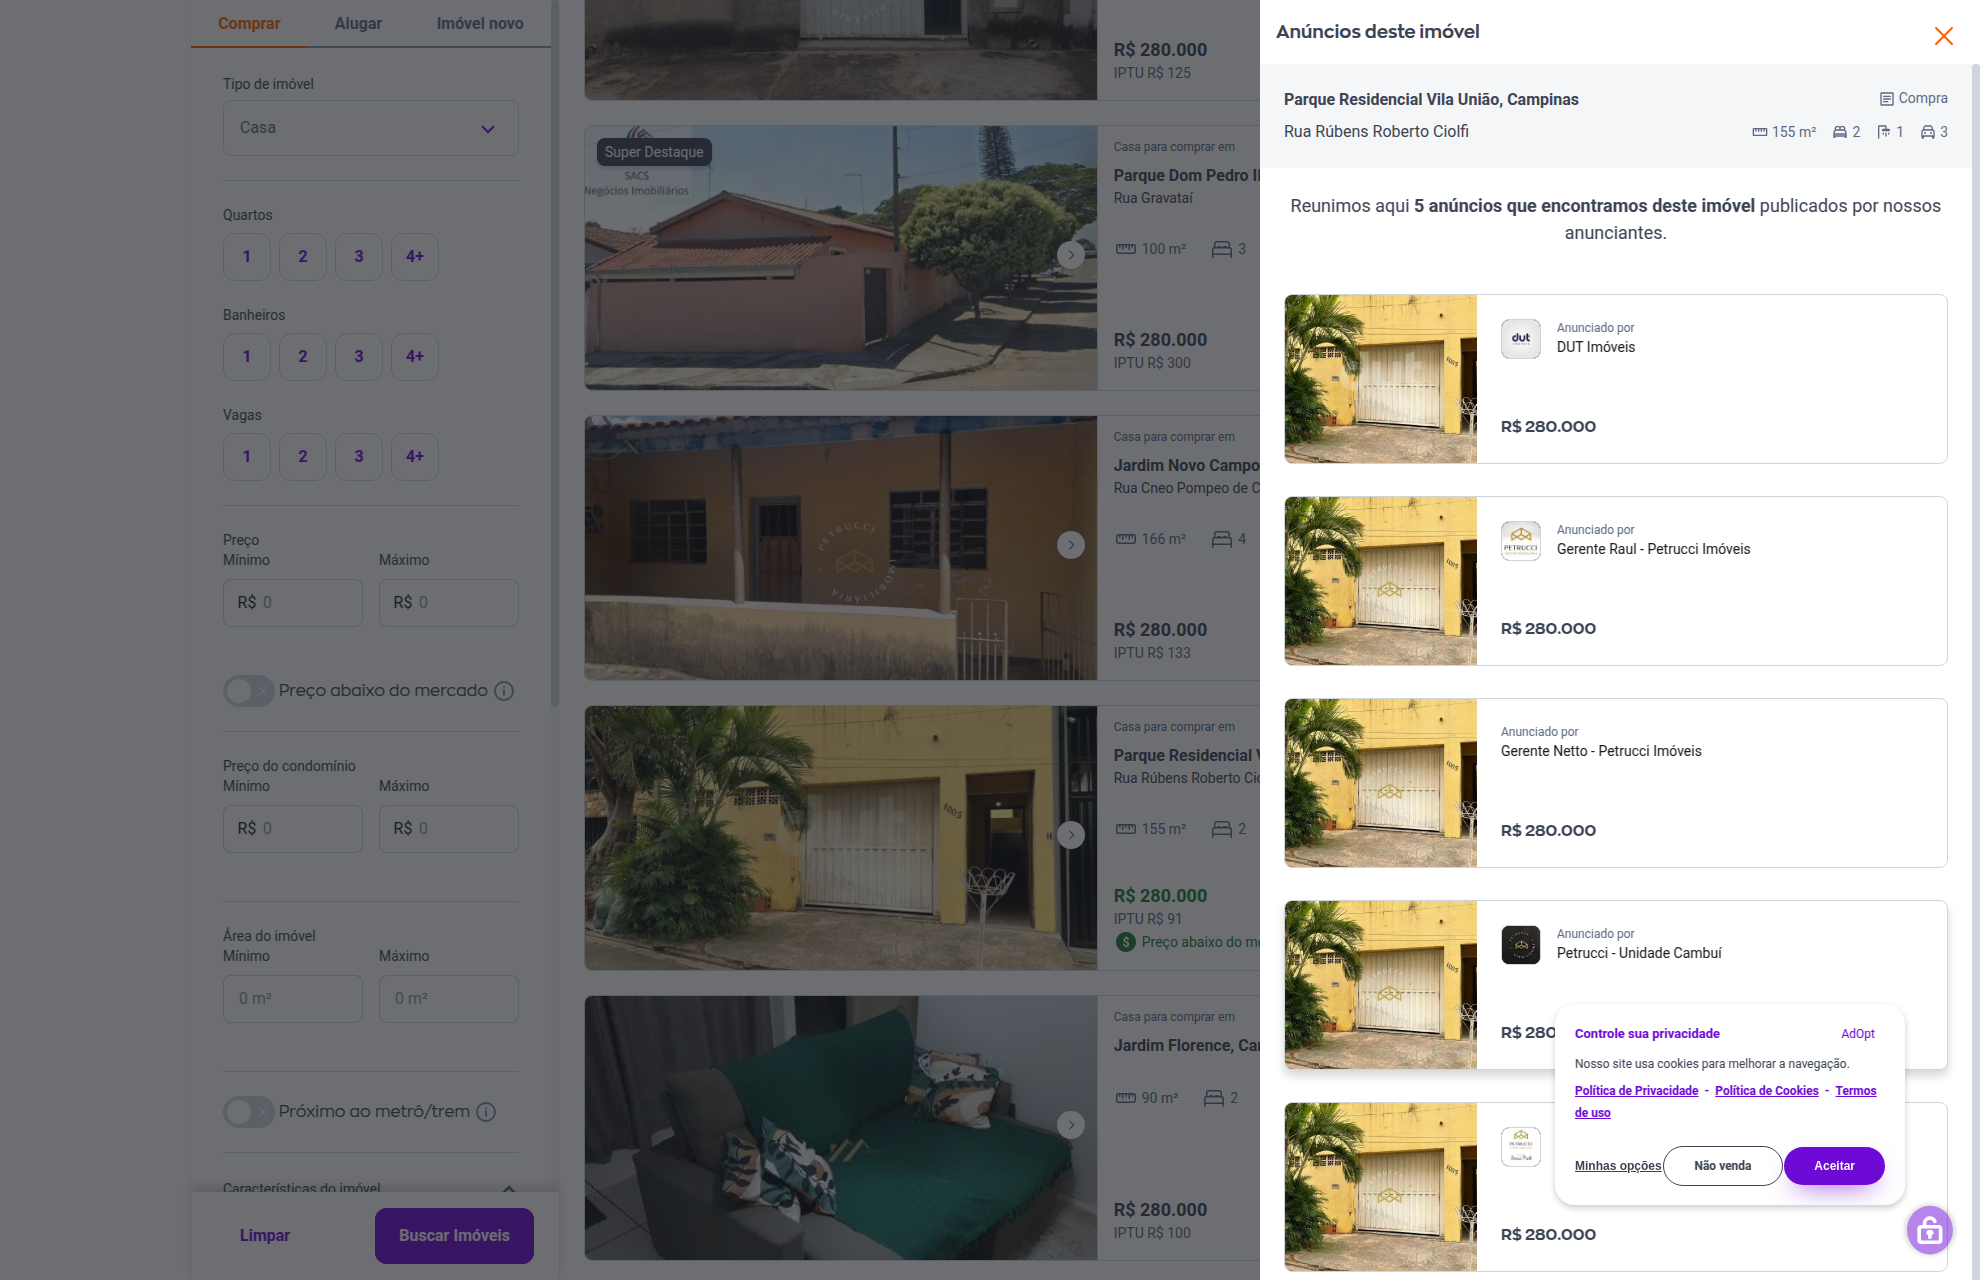 Comprar
Alugar
Imóvel novo
Tipo de imóvel
Casa
Quartos
1
2
3
4+
Banheiros
1
2
3
4+
Vagas
1
2
3
4+
Preço
Mínimo
Máximo
R$ 0
R$ 0
Preço abaixo do mercado
Preço do condomínio
Mínimo
Máximo
R$ 0
R$ 0
Área do imóvel
Mínimo
Máximo
0 m²
0 m²
Próximo ao metrô/trem
Características do imóvel
Limpar
Buscar Imóveis
R$ 280.000
IPTU R$ 125
Super Destaque
SACS
Negócios Imobiliários
Casa para comprar em
Parque Dom Pedro II
Rua Gravataí
100 m²
3
R$ 280.000
IPTU R$ 300
PETRUCCI
IMOBILIÁRIA
Casa para comprar em
Jardim Novo Campo
Rua Cneo Pompeo de C
166 m²
4
R$ 280.000
IPTU R$ 133
1003
Casa para comprar em
Parque Residencial V
Rua Rúbens Roberto Cio
155 m²
2
R$ 280.000
IPTU R$ 91
Preço abaixo do me
Casa para comprar em
Jardim Florence, Ca
90 m²
2
R$ 280.000
IPTU R$ 100
Anúncios deste imóvel
Parque Residencial Vila União, Campinas
Compra
Rua Rúbens Roberto Ciolfi
155 m²
2
1
3
Reunimos aqui 5 anúncios que encontramos deste imóvel publicados por nossos
anunciantes.
dut
Anunciado por
DUT Imóveis
R$ 280.000
PETRUCCI
Anunciado por
Gerente Raul - Petrucci Imóveis
R$ 280.000
Anunciado por
Gerente Netto - Petrucci Imóveis
R$ 280.000
Anunciado por
Petrucci - Unidade Cambuí
R$ 280
PETRUCCI
R$ 280.000
Controle sua privacidade
AdOpt
Nosso site usa cookies para melhorar a navegação.
Política de Privacidade - Política de Cookies - Termos
de uso
Minhas opções
Não venda
Aceitar